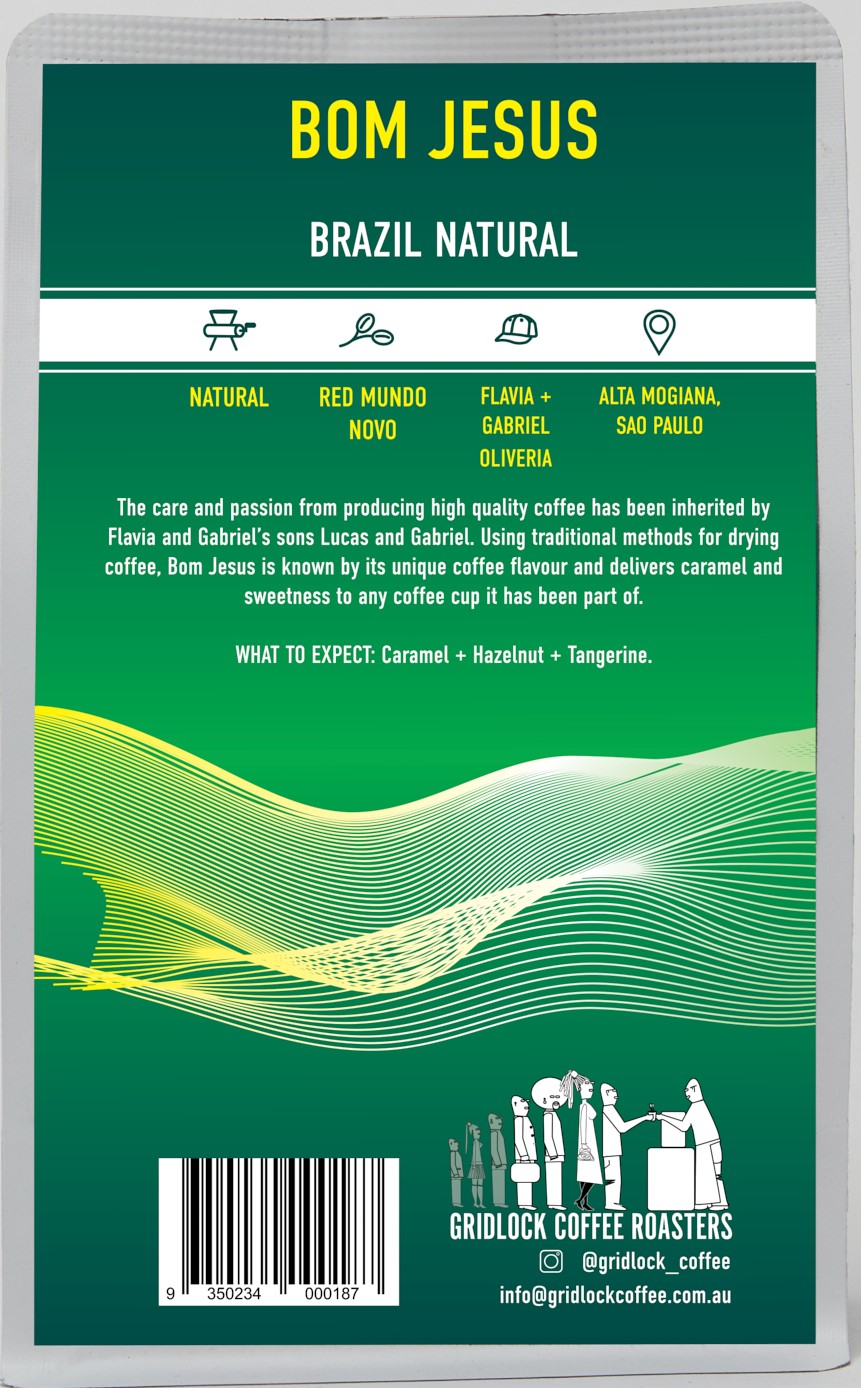 BOM JESUS
BRAZIL NATURAL
NATURAL
RED MUNDO
NOVO
FLAVIA +
GABRIEL
OLIVERIA
ALTA MOGIANA,
SAO PAULO
The care and passion from producing high quality coffee has been inherited by
Flavia and Gabriel's sons Lucas and Gabriel. Using traditional methods for drying
coffee, Bom Jesus is known by its unique coffee flavour and delivers caramel and
sweetness to any coffee cup it has been part of.
WHAT TO EXPECT: Caramel + Hazelnut + Tangerine.
GRIDLOCK COFFEE ROASTERS
@gridlock_coffee
info@gridlockcoffee.com.au
9 350234 000187